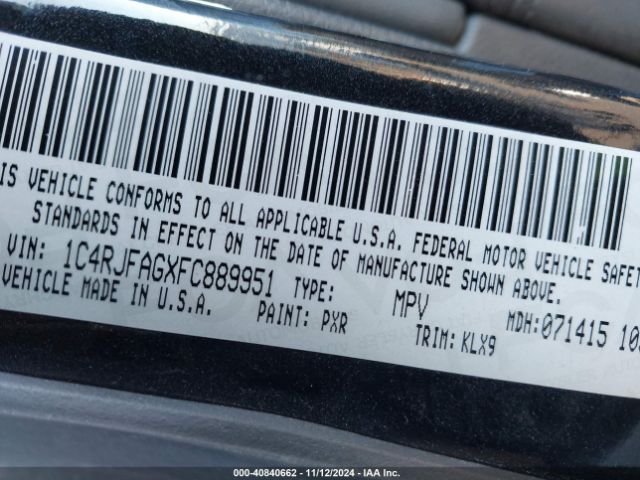 IS VEHICLE CONFORMS TO ALL APPLICABLE U.S.A. FEDERAL MOTOR VEHICLE SAFET
STANDARDS IN EFFECT ON THE DATE OF MANUFACTURE SHOWN ABOVE.
VIN: 1C4RJFAGXFC889951 TYPE: MPV MDH:071415 10
VEHICLE MADE IN U.S.A. PAINT: PXR TRIM: KLX9
000-40840662 - 11/12/2024 - IAA Inc.